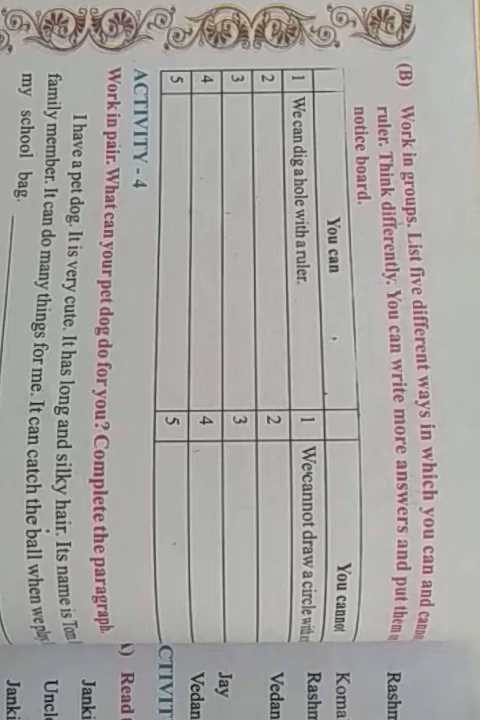 (B) Work in groups. List five different ways in which you can and
ruler. Think differently. You can write more answers and put them
notice board.
You can
You cannot
1 We can dig a hole with a ruler.
1 We cannot draw a circle with
2
2
3
3
4
4
5
5
ACTIVITY - 4
Work in pair. What can your pet dog do for you? Complete the paragraph.
I have a pet dog. It is very cute. It has long and silky hair. Its name is
family member. It can do many things for me. It can catch the ball when we
my school bag.
Rashm
Koma
Rashm
Vedan
Jay
Vedan
CTIVIT
) Read
Janki
Uncle
Janki